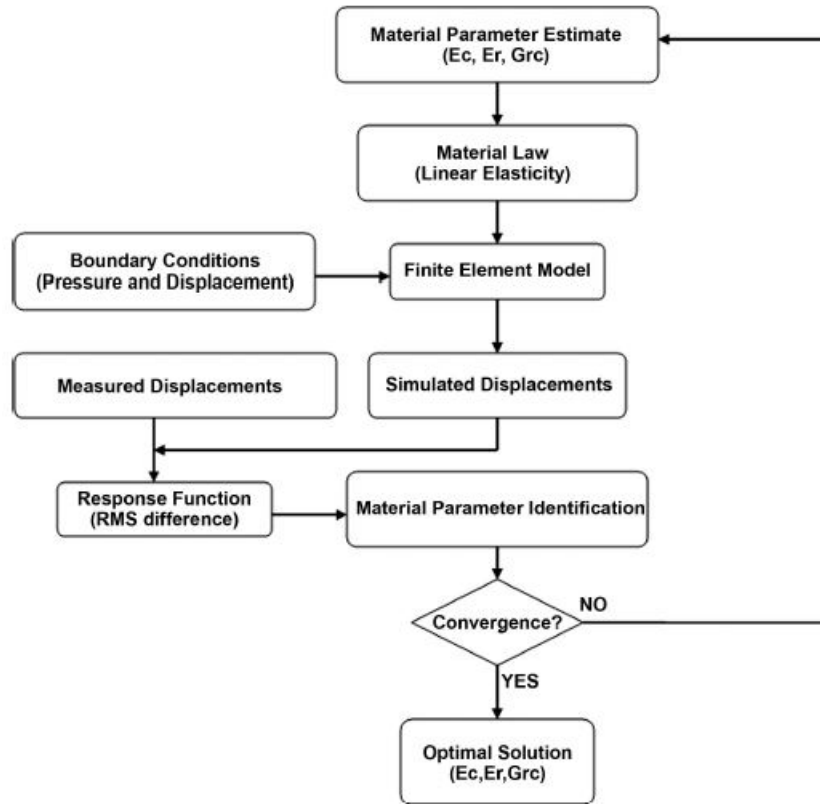 Material Parameter Estimate
(Ec, Er, Grc)
Material Law
(Linear Elasticity)
Boundary Conditions
(Pressure and Displacement)
Finite Element Model
Measured Displacements
Simulated Displacements
Response Function
(RMS difference)
Material Parameter Identification
Convergence?
NO
YES
Optimal Solution
(Ec,Er,Grc)